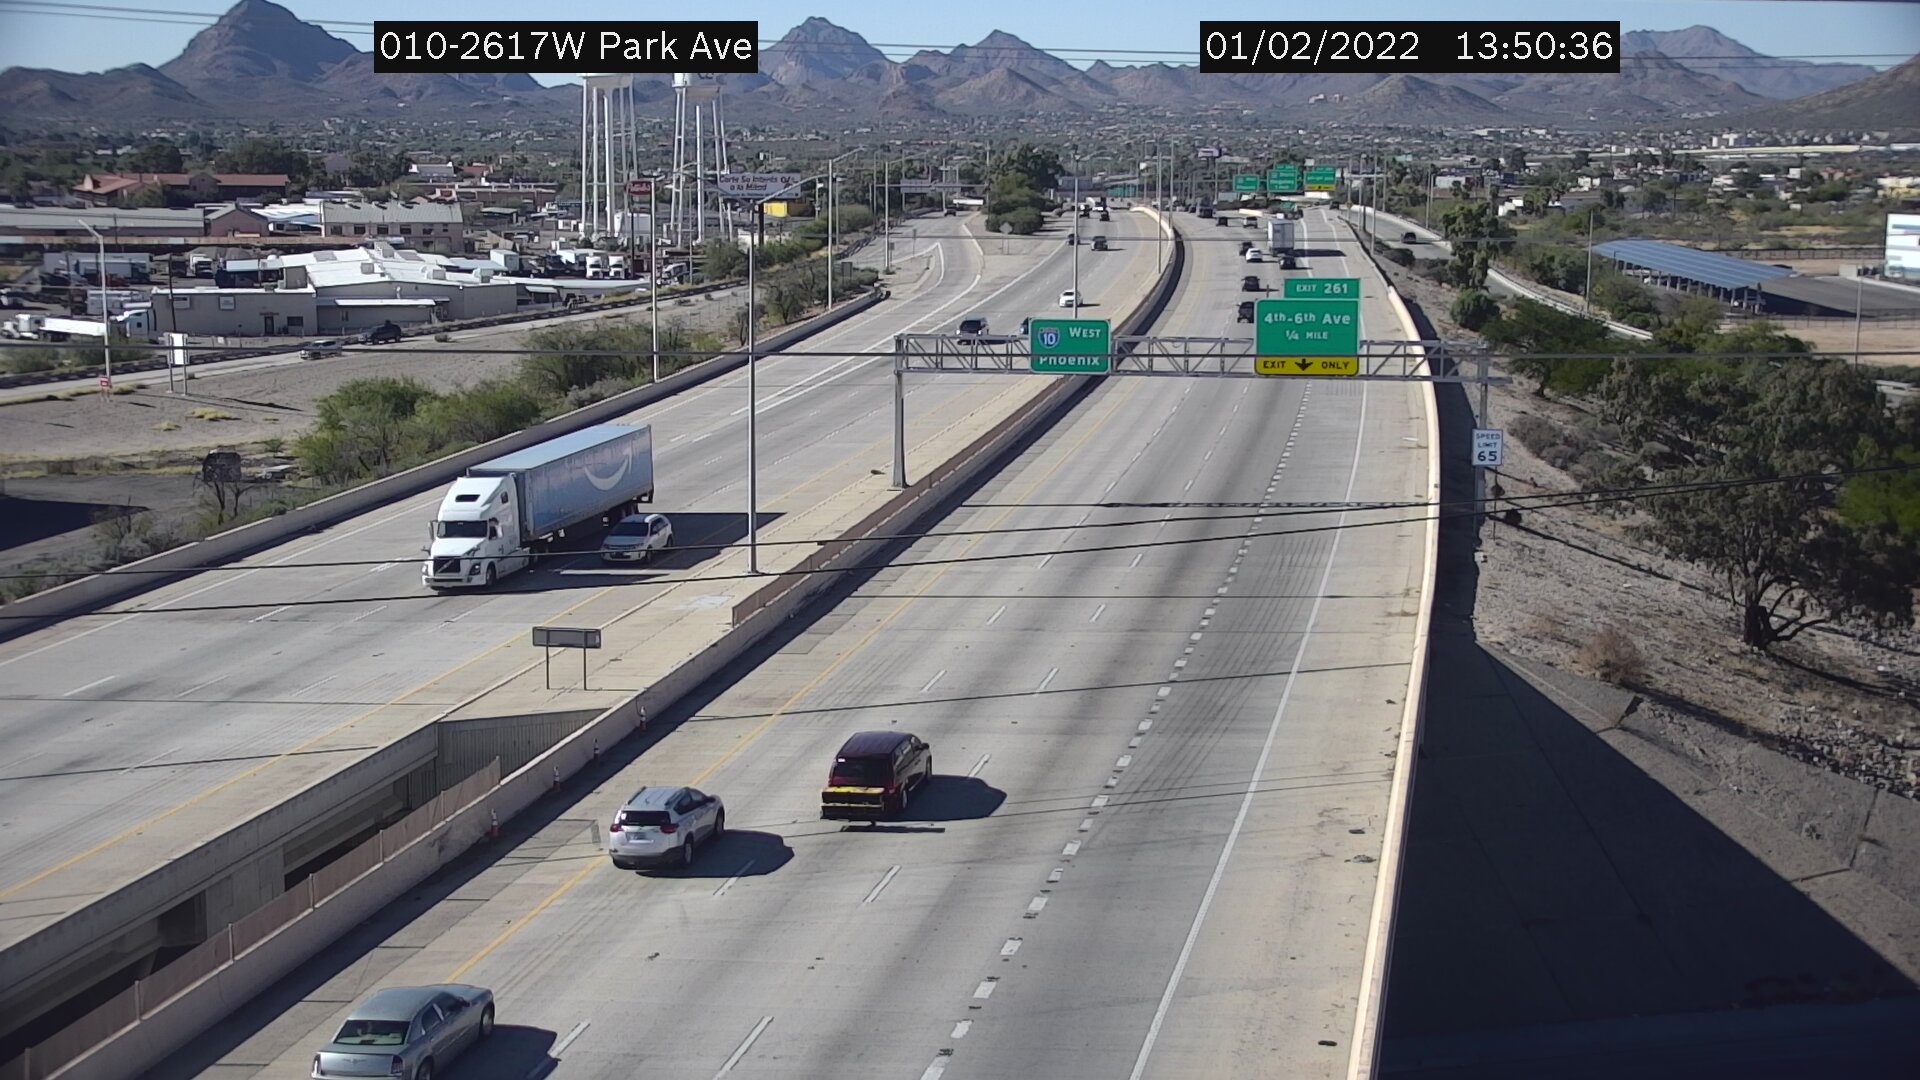 010-2617W Park Ave
01/02/2022 13:50:36
EXIT 261
4th-6th Ave
1/4 MILE
EXIT ONLY
10 WEST
Phoenix
SPEED
LIMIT
65